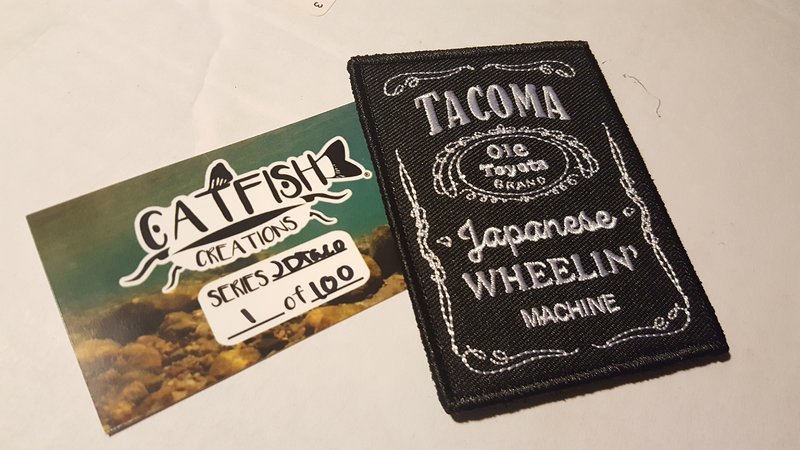 CATFISH®
CREATIONS
SERIES
1 of 100
TACOMA
Ole
Toyota
BRAND
Japanese
WHEELIN'
MACHINE